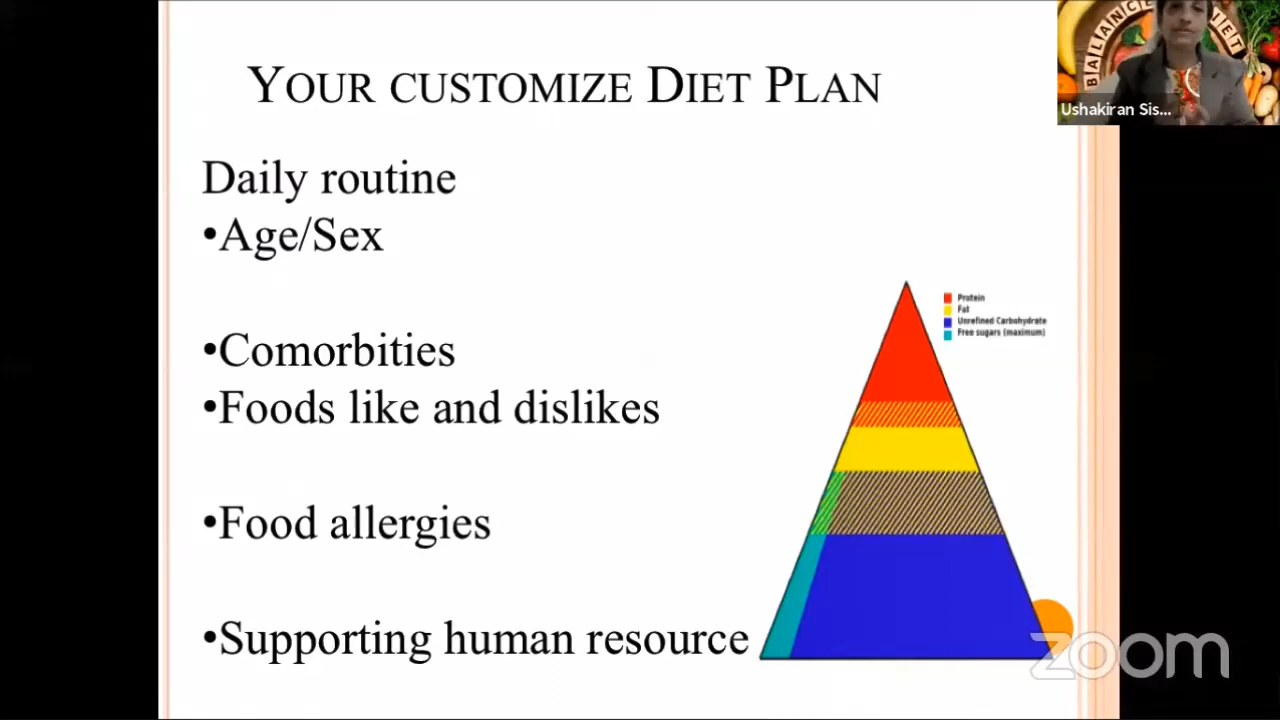 YOUR CUSTOMIZE DIET PLAN
BALANCE
ET
Ushakiran Sis...
Daily routine
•Age/Sex
•Comorbities
•Foods like and dislikes
•Food allergies
•Supporting human resource
Protein
Fat
Unrefined Carbohydrate
Free sugars (maximum)
zoom